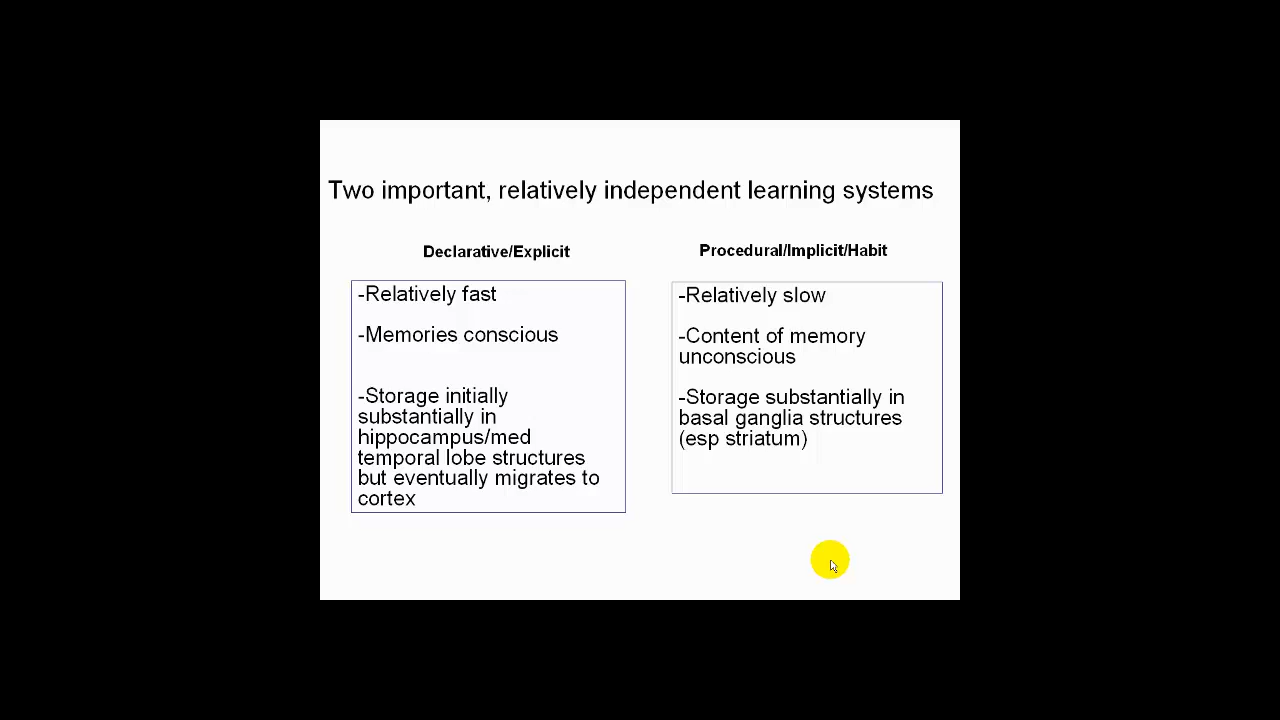 Two important, relatively independent learning systems
Declarative/Explicit
-Relatively fast
-Memories conscious
-Storage initially
substantially in
hippocampus/med
temporal lobe structures
but eventually migrates to
cortex
Procedural/Implicit/Habit
-Relatively slow
-Content of memory
unconscious
-Storage substantially in
basal ganglia structures
(esp striatum)